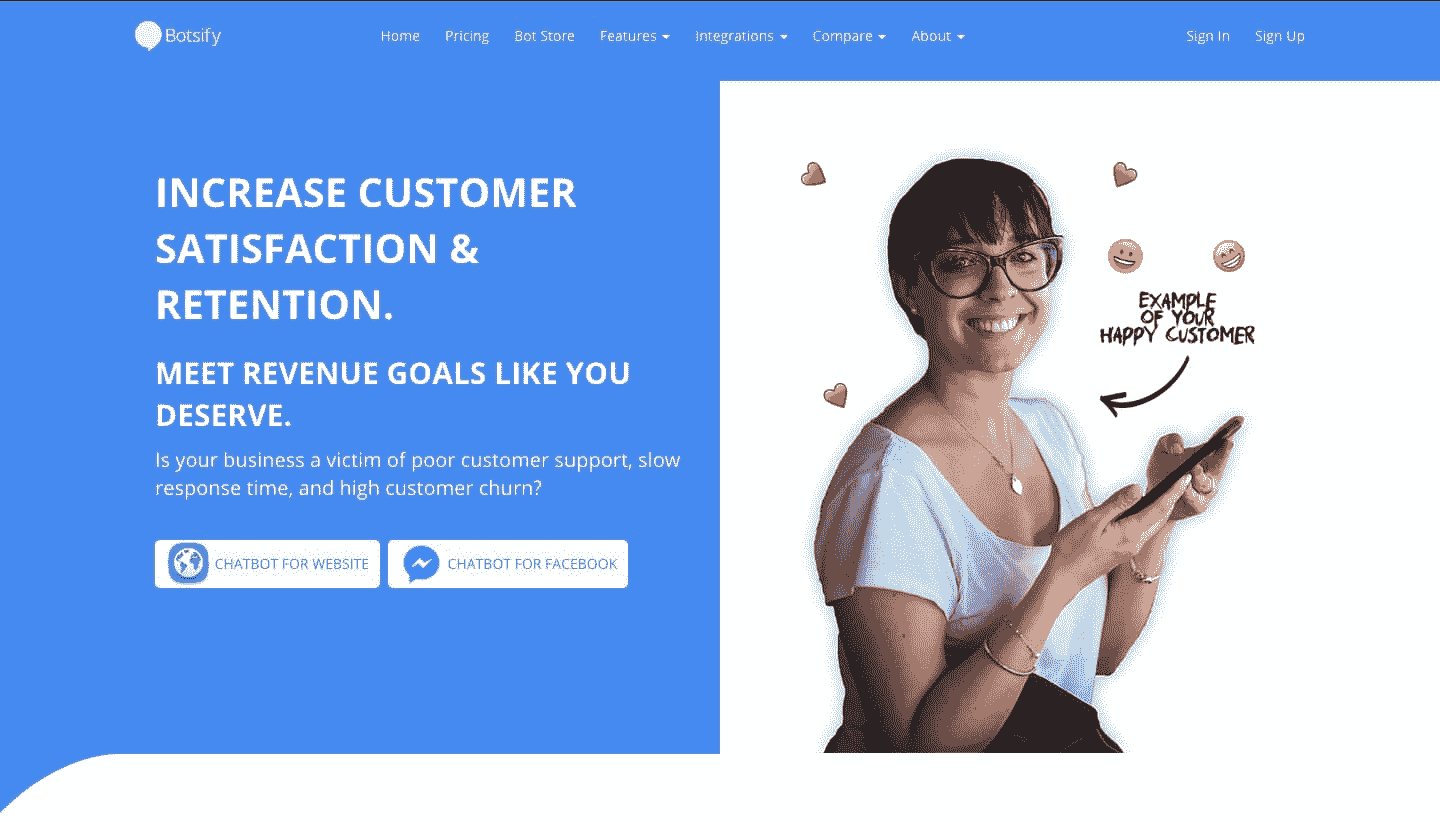 Botsify
Home Pricing Bot Store Features Integrations Compare About
Sign In Sign Up
INCREASE CUSTOMER
SATISFACTION &
RETENTION.
MEET REVENUE GOALS LIKE YOU
DESERVE.
Is your business a victim of poor customer support, slow
response time, and high customer churn?
CHATBOT FOR WEBSITE
CHATBOT FOR FACEBOOK
EXAMPLE
OF YOUR
HAPPY CUSTOMER